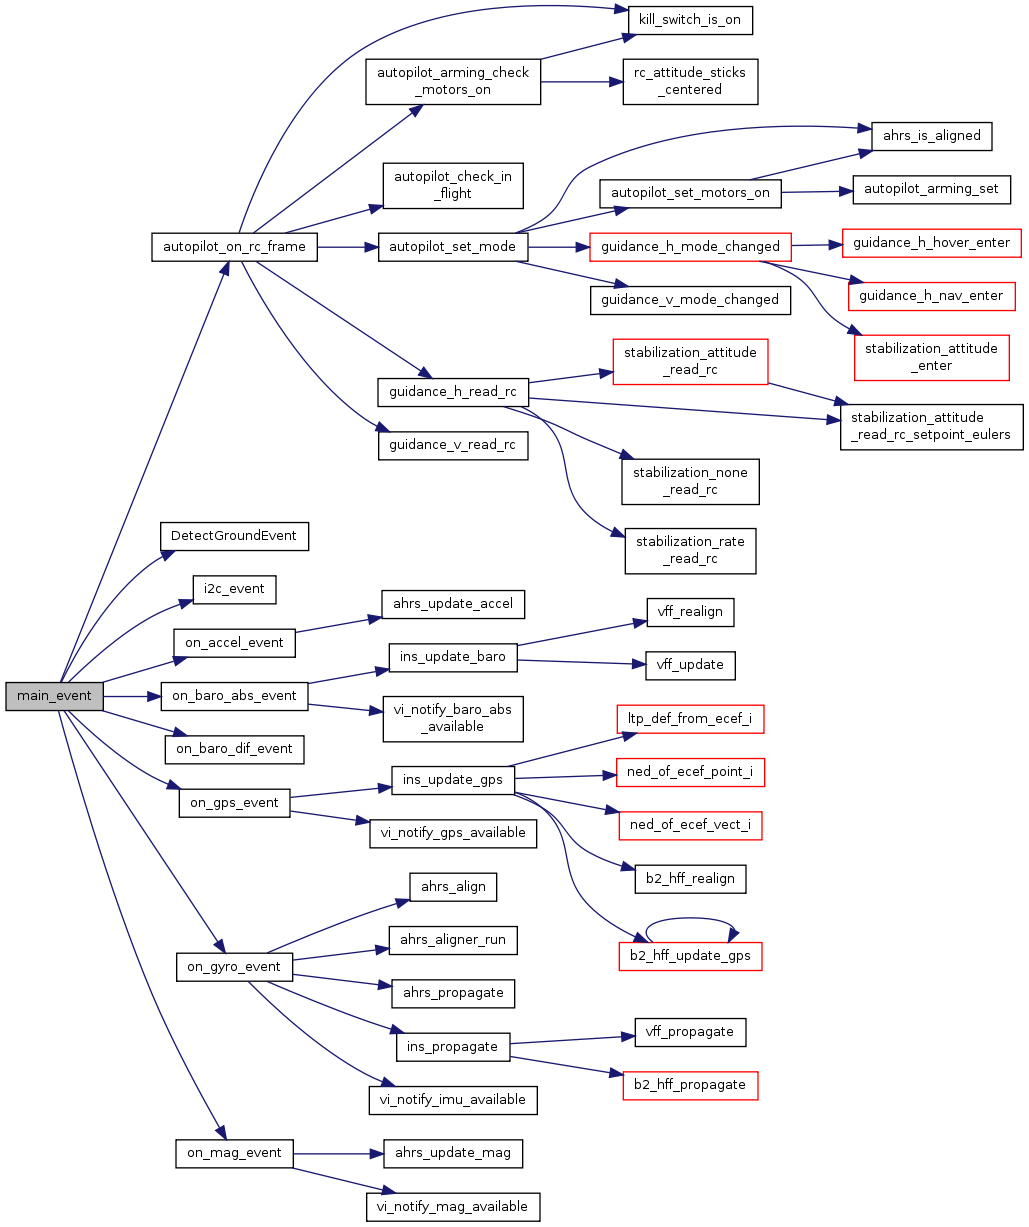 kill_switch_is_on
autopilot_arming_check
_motors_on
rc_attitude_sticks
_centered
ahrs_is_aligned
autopilot_check_in
_flight
autopilot_set_motors_on
autopilot_arming_set
autopilot_on_rc_frame
autopilot_set_mode
guidance_h_mode_changed
guidance_h_hover_enter
guidance_v_mode_changed
guidance_h_nav_enter
stabilization_attitude
_enter
stabilization_attitude
_read_rc
guidance_h_read_rc
stabilization_attitude
_read_rc_setpoint_eulers
guidance_v_read_rc
stabilization_none
_read_rc
stabilization_rate
_read_rc
DetectGroundEvent
i2c_event
ahrs_update_accel
vff_realign
on_accel_event
ins_update_baro
vff_update
main_event
on_baro_abs_event
vi_notify_baro_abs
_available
ltp_def_from_ecef_i
on_baro_dif_event
ned_of_ecef_point_i
ins_update_gps
on_gps_event
ned_of_ecef_vect_i
vi_notify_gps_available
b2_hff_realign
ahrs_align
ahrs_aligner_run
b2_hff_update_gps
on_gyro_event
ahrs_propagate
vff_propagate
ins_propagate
b2_hff_propagate
vi_notify_imu_available
on_mag_event
ahrs_update_mag
vi_notify_mag_available